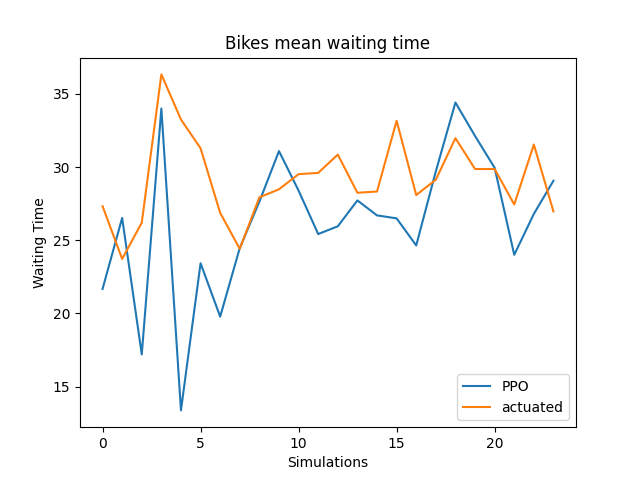 Bikes mean waiting time
Waiting Time
35
30
25
20
15
0 5 10 15 20
Simulations
PPO
actuated